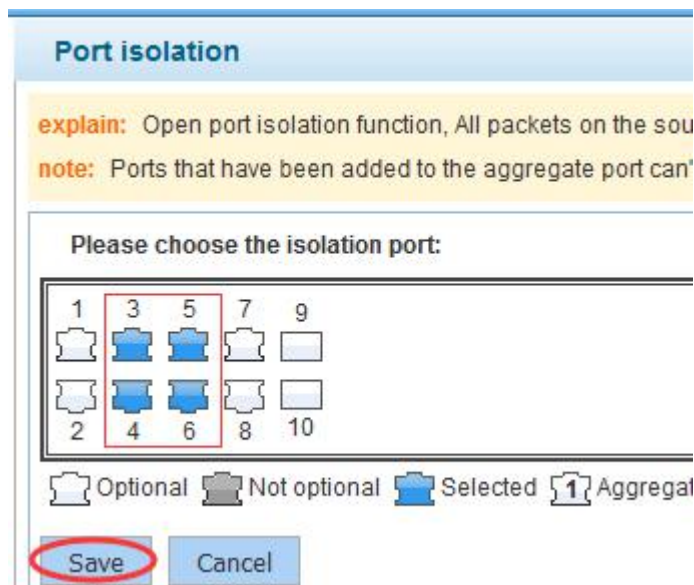 Port isolation
explain: Open port isolation function, All packets on the sou
note: Ports that have been added to the aggregate port can'
Please choose the isolation port:
1 3 5 7 9
2 4 6 8 10
Optional Not optional Selected 1 Aggregat
Save Cancel